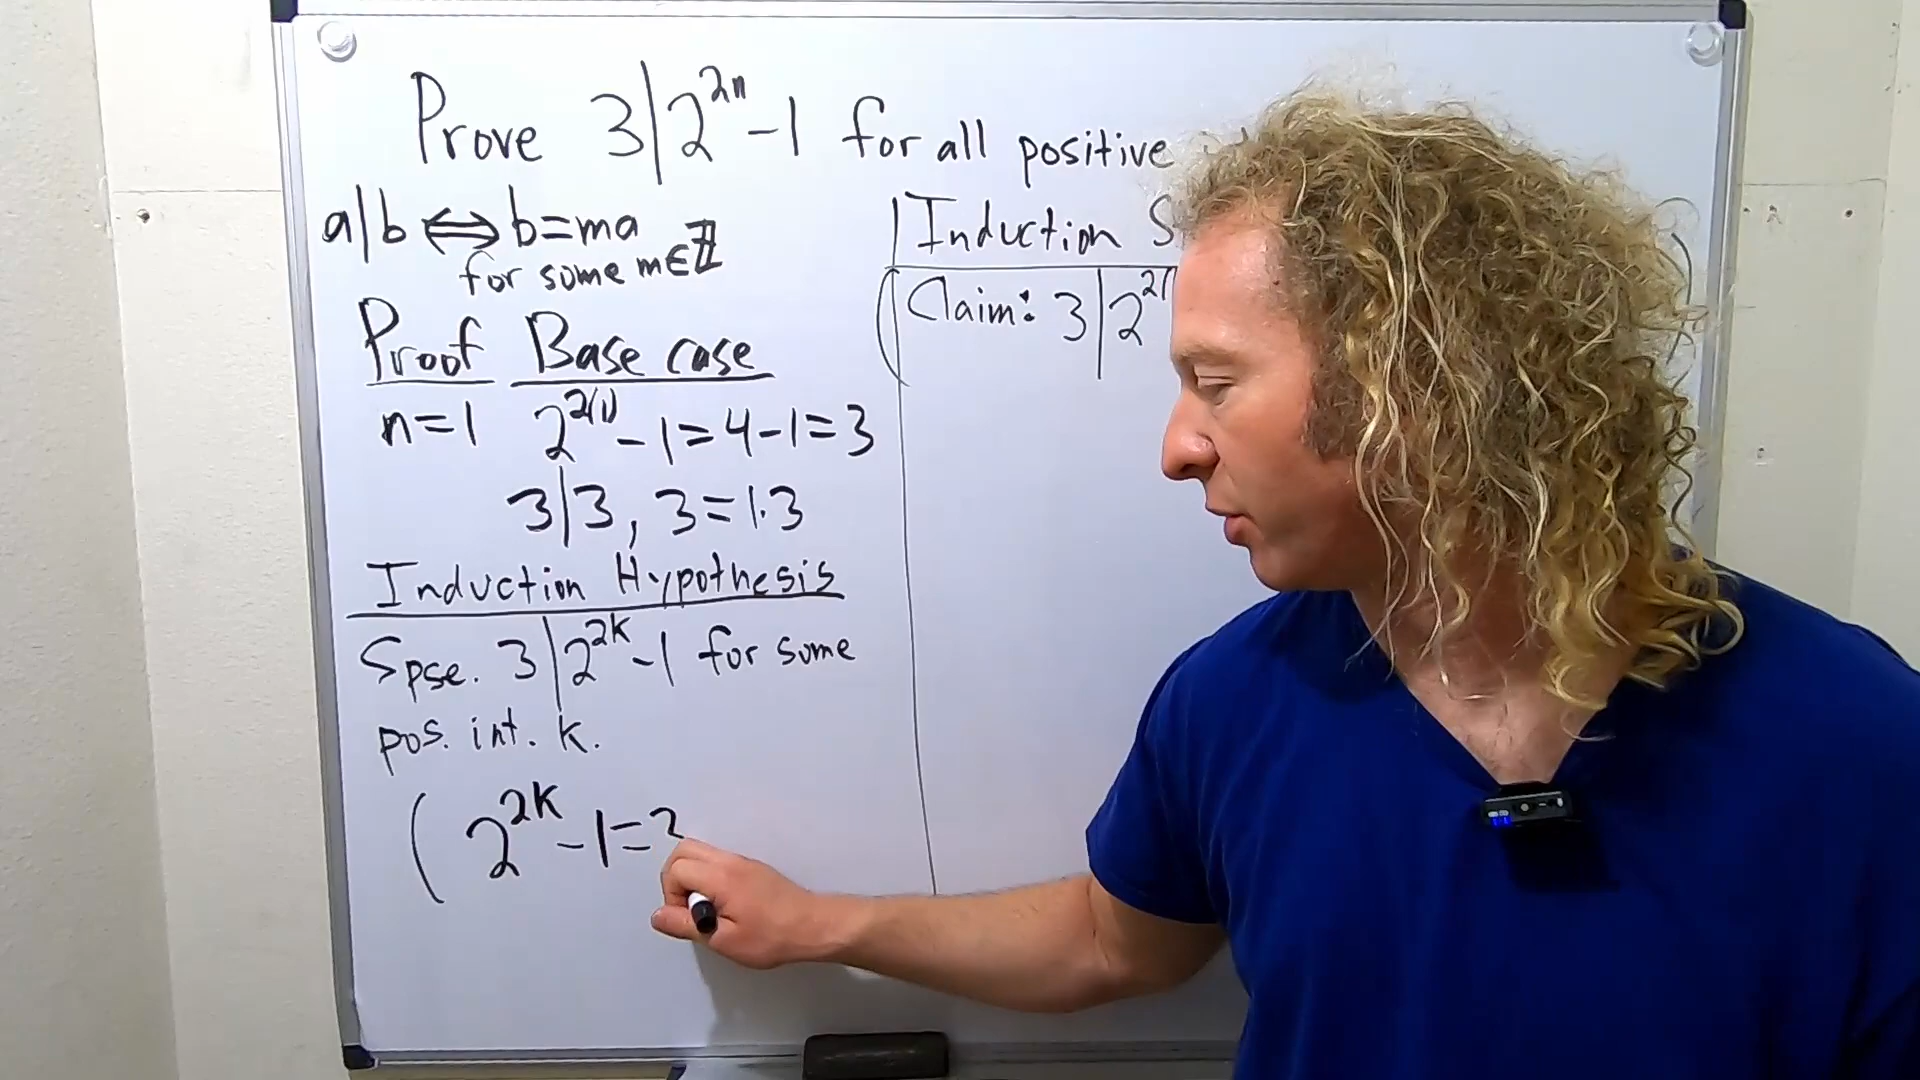 Prove 3|2^{2n}-1 for all positive
a|b ⟺ b=ma
for some m∈ℤ
Proof Base case
n=1 2^{2(1)}-1=4-1=3
3|3, 3=1·3
Induction Hypothesis
Spse. 3|2^{2k}-1 for some
pos. int. k.
( 2^{2k}-1=3
Induction S
(Claim: 3|2^{2(